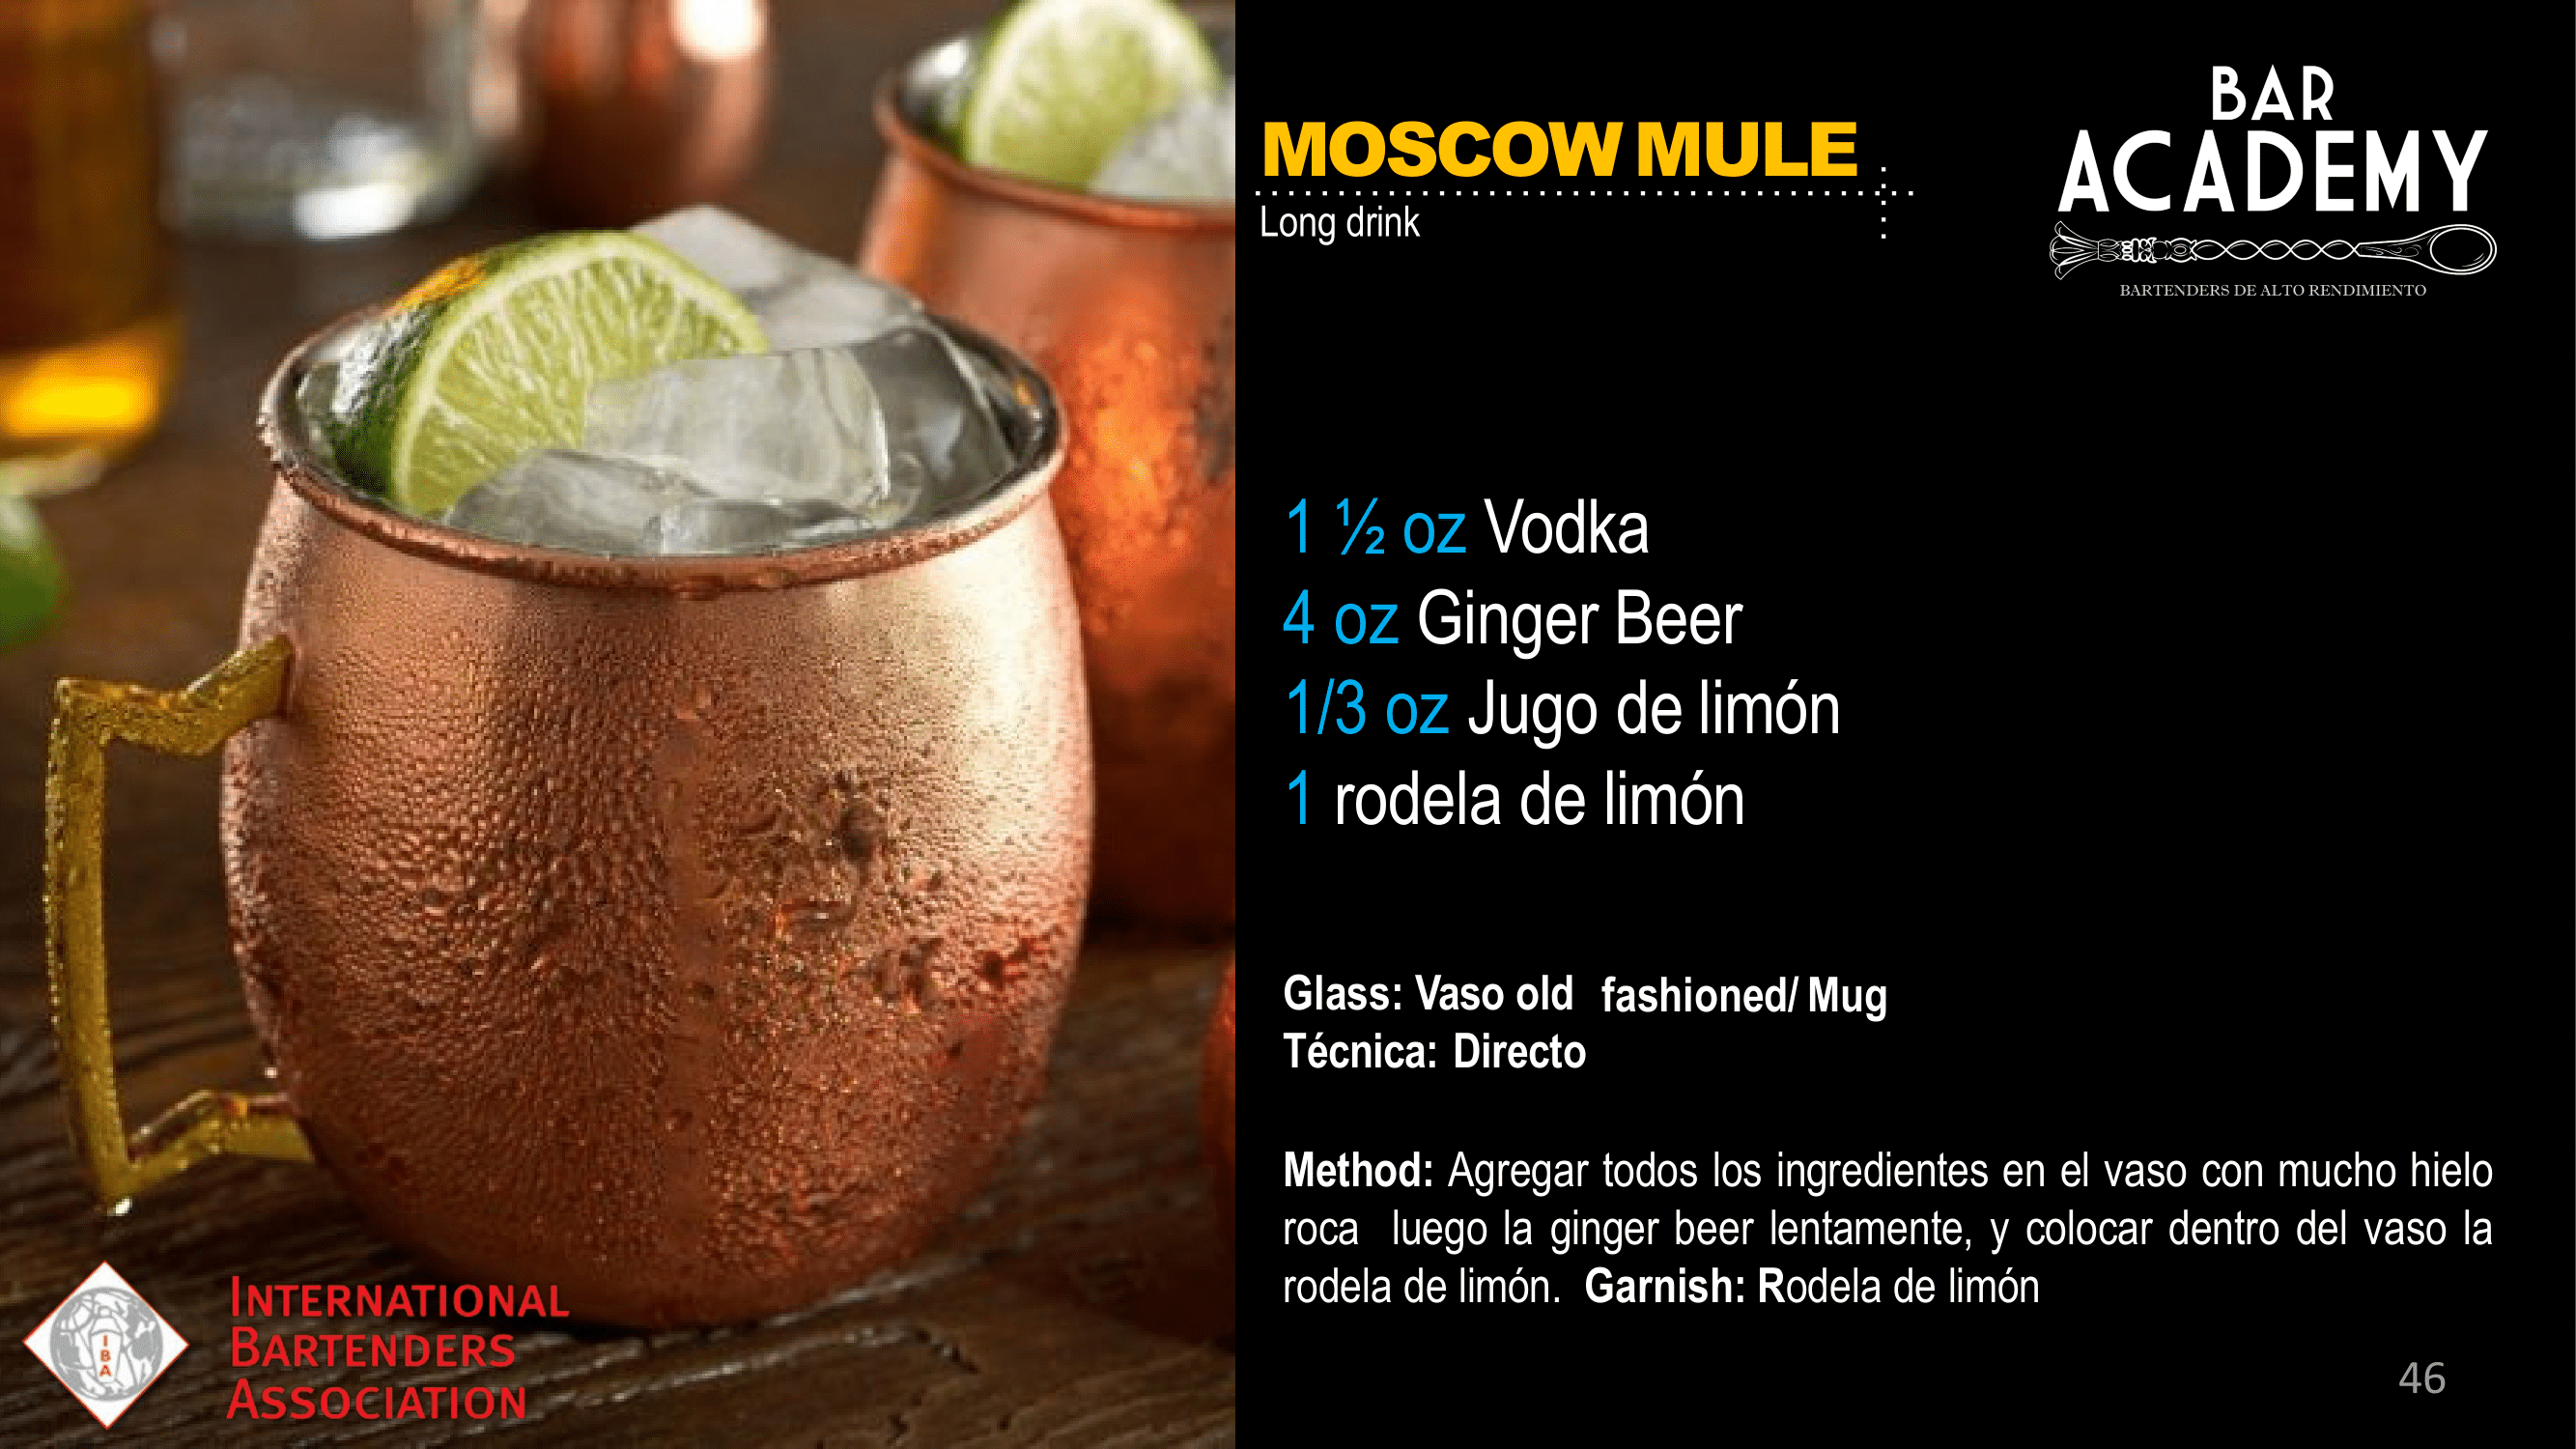 MOSCOW MULE
Long drink
BAR
ACADEMY
BARTENDERS DE ALTO RENDIMIENTO
1 ½ oz Vodka
4 oz Ginger Beer
1/3 oz Jugo de limón
1 rodela de limón
Glass: Vaso old fashioned/ Mug
Técnica: Directo
Method: Agregar todos los ingredientes en el vaso con mucho hielo
roca luego la ginger beer lentamente, y colocar dentro del vaso la
rodela de limón. Garnish: Rodela de limón
IBA
INTERNATIONAL
BARTENDERS
ASSOCIATION
46